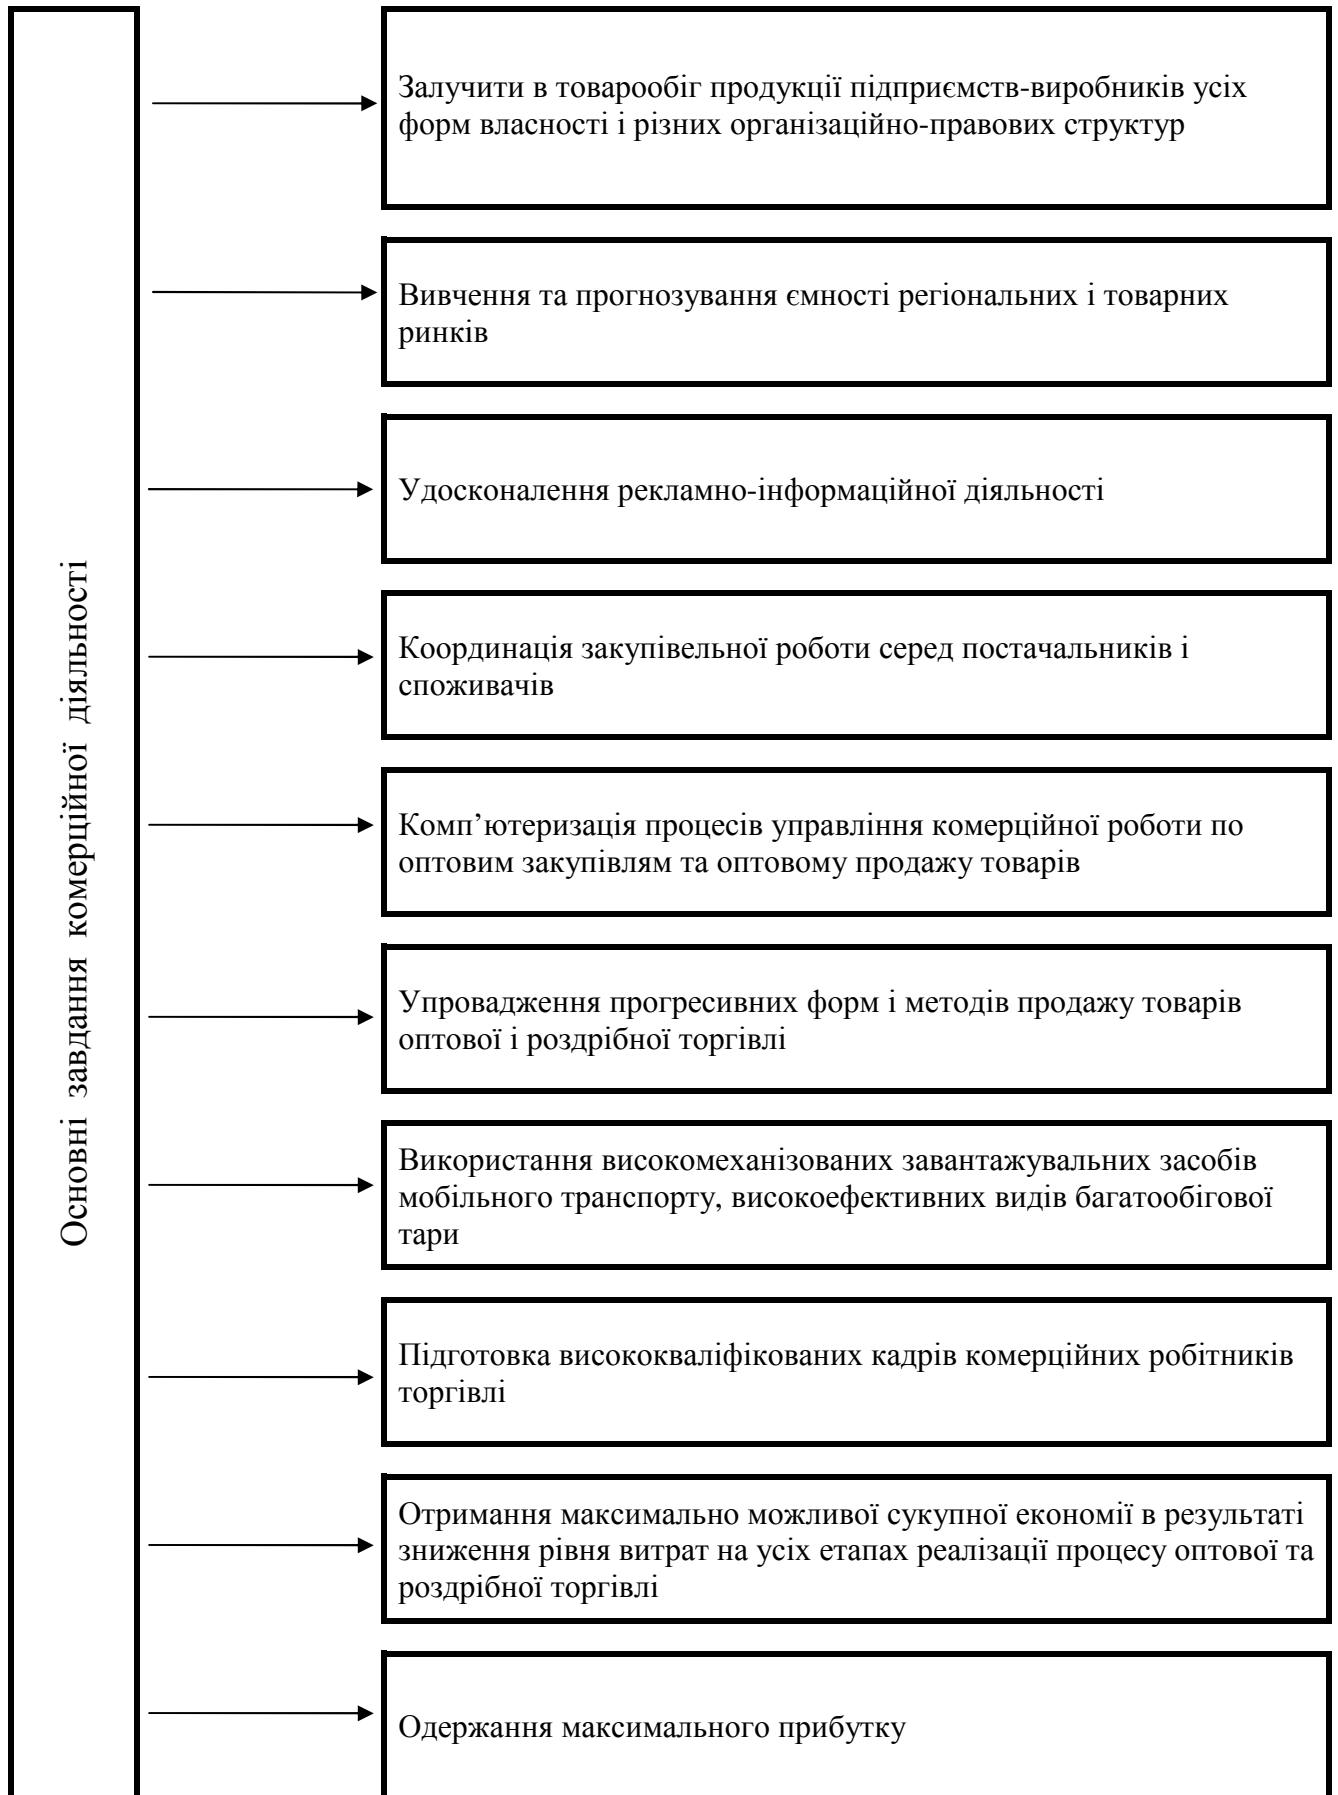 Основні завдання комерційної діяльності
Залучити в товарообіг продукції підприємств-виробників усіх
форм власності і різних організаційно-правових структур
Вивчення та прогнозування ємності регіональних і товарних
ринків
Удосконалення рекламно-інформаційної діяльності
Координація закупівельної роботи серед постачальників і
споживачів
Комп’ютеризація процесів управління комерційної роботи по
оптовим закупівлям та оптовому продажу товарів
Упровадження прогресивних форм і методів продажу товарів
оптової і роздрібної торгівлі
Використання високомеханізованих завантажувальних засобів
мобільного транспорту, високоефективних видів багатообігової
тари
Підготовка висококваліфікованих кадрів комерційних робітників
торгівлі
Отримання максимально можливої сукупної економії в результаті
зниження рівня витрат на усіх етапах реалізації процесу оптової та
роздрібної торгівлі
Одержання максимального прибутку